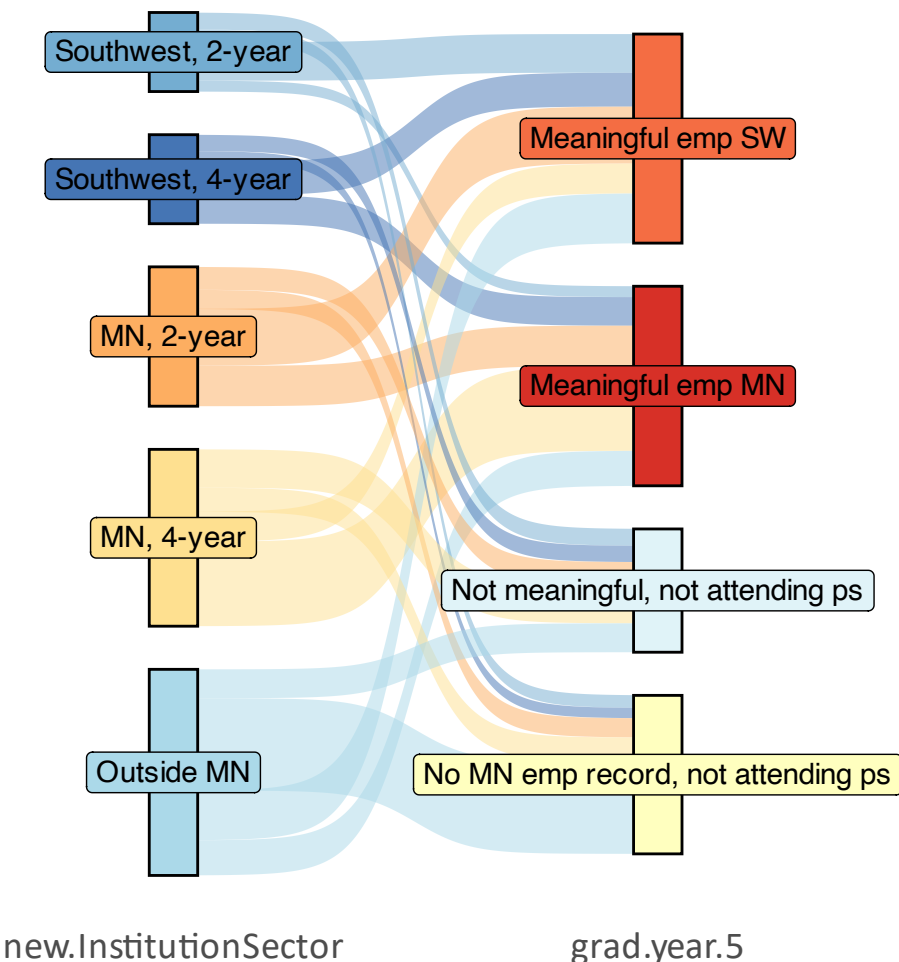 Southwest, 2-year
Southwest, 4-year
MN, 2-year
MN, 4-year
Outside MN
Meaningful emp SW
Meaningful emp MN
Not meaningful, not attending ps
No MN emp record, not attending ps
new.InstitutionSector
grad.year.5